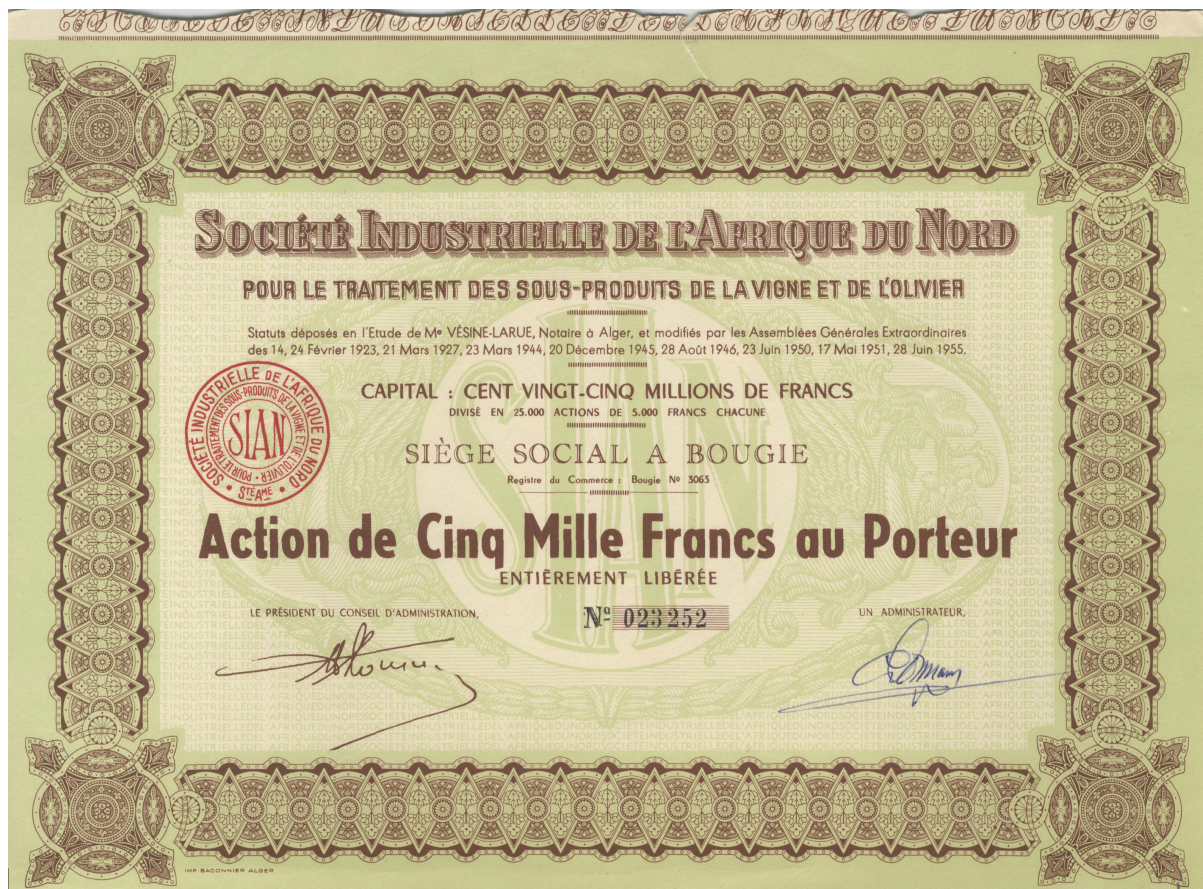 SOCIÉTÉ INDUSTRIELLE DE L'AFRIQUE DU NORD
POUR LE TRAITEMENT DES SOUS-PRODUITS DE LA VIGNE ET DE L'OLIVIER
Statuts déposés en l'Etude de Me VÉSINE-LARUE, Notaire à Alger, et modifiés par les Assemblées Générales Extraordinaires
des 14, 24 Février 1923, 21 Mars 1927, 23 Mars 1944, 20 Décembre 1945, 28 Août 1946, 23 Juin 1950, 17 Mai 1951, 28 Juin 1955.
CAPITAL : CENT VINGT-CINQ MILLIONS DE FRANCS
DIVISÉ EN 25.000 ACTIONS DE 5.000 FRANCS CHACUNE
SOCIÉTÉ INDUSTRIELLE DE L'AFRIQUE DU NORD
POUR LE TRAITEMENT DES SOUS-PRODUITS DE LA VIGNE ET DE L'OLIVIER
SIAN
STÉ AME
SIÈGE SOCIAL A BOUGIE
Registre du Commerce : Bougie No 3063
Action de Cinq Mille Francs au Porteur
ENTIÈREMENT LIBÉRÉE
LE PRÉSIDENT DU CONSEIL D'ADMINISTRATION,
No 023252
UN ADMINISTRATEUR,
IMP. BACONNIER ALGER